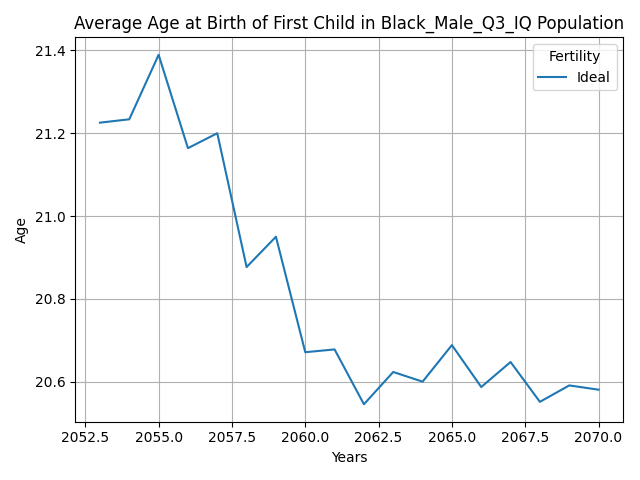 Average Age at Birth of First Child in Black_Male_Q3_IQ Population
Fertility
Ideal
21.4
21.2
21.0
20.8
20.6
Age
2052.5 2055.0 2057.5 2060.0 2062.5 2065.0 2067.5 2070.0
Years